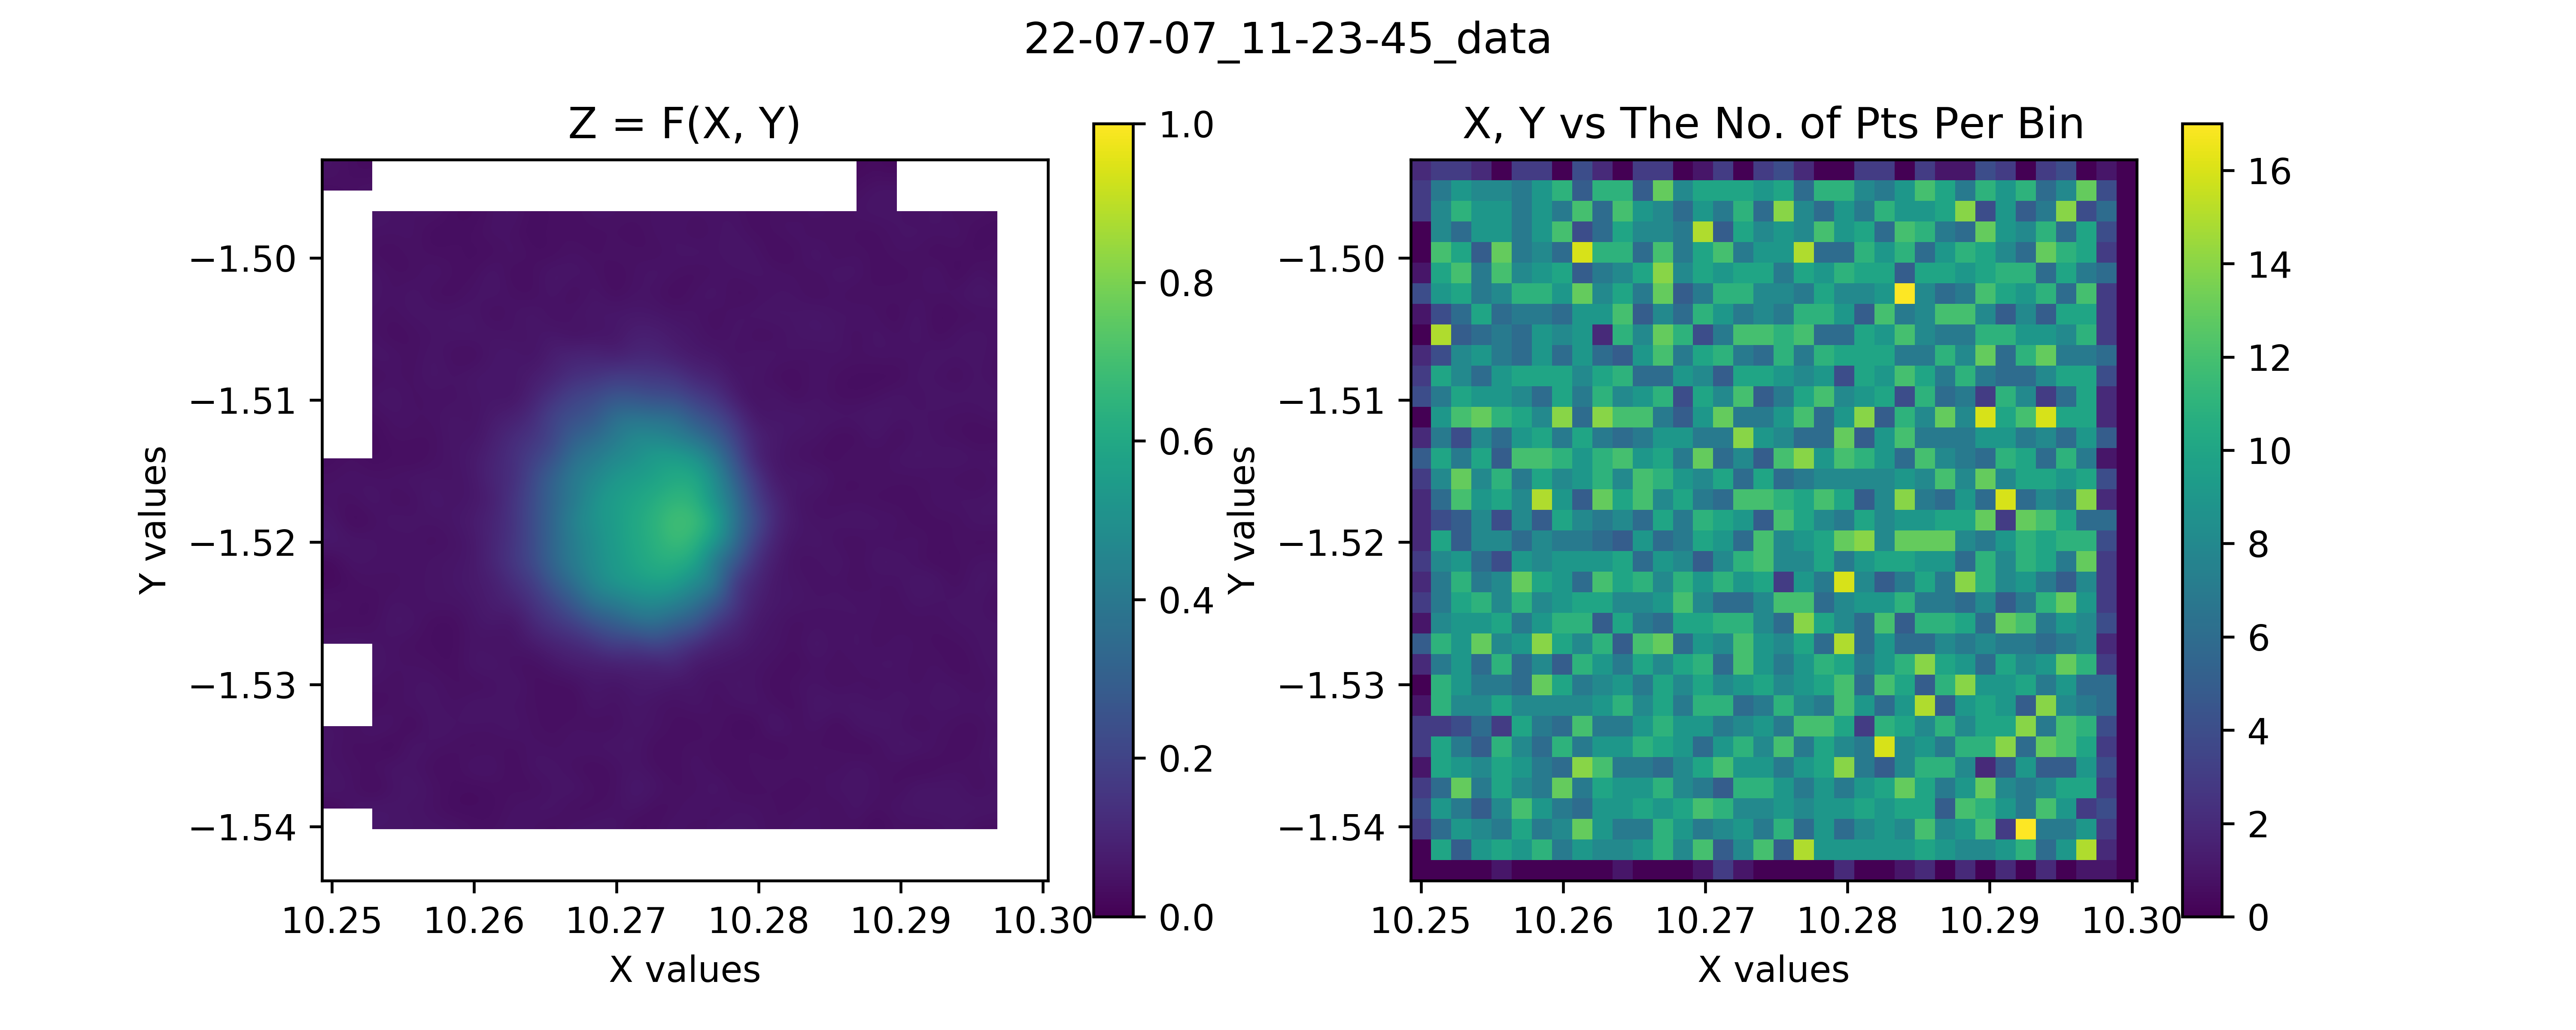 22-07-07_11-23-45_data
Z = F(X, Y)
Y values
−1.50
−1.51
−1.52
−1.53
−1.54
10.25 10.26 10.27 10.28 10.29 10.30
X values
1.0
0.8
0.6
0.4
0.2
0.0
X, Y vs The No. of Pts Per Bin
Y values
−1.50
−1.51
−1.52
−1.53
−1.54
10.25 10.26 10.27 10.28 10.29 10.30
X values
16
14
12
10
8
6
4
2
0